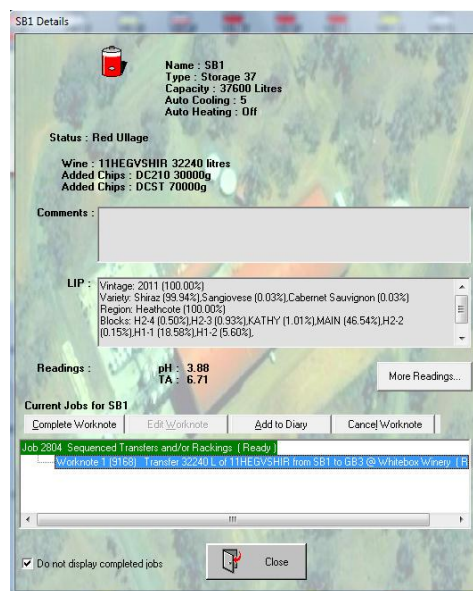 SB1 Details
Name : SB1
Type : Storage 37
Capacity : 37600 Litres
Auto Cooling : 5
Auto Heating : Off
Status : Red Ullage
Wine : 11HEGVSHIR 32240 litres
Added Chips : DC210 30000g
Added Chips : DCST 70000g
Comments :
LIP :
Vintage: 2011 (100.00%)
Variety: Shiraz (99.94%),Sangiovese (0.03%),Cabernet Sauvignon (0.03%)
Region: Heathcote (100.00%)
Blocks: H2-4 (0.50%),H2-3 (0.93%),KATHY (1.01%),MAIN (46.54%),H2-2
(0.15%),H1-1 (18.58%),H1-2 (5.60%),
Readings : pH : 3.88
TA : 6.71
More Readings...
Current Jobs for SB1
Complete Worknote Edit Worknote Add to Diary Cancel Worknote
Job 2804 Sequenced Transfers and/or Rackings ( Ready )
Worknote 1 (9168) Transfer 32240 L of 11HEGVSHIR from SB1 to GB3 @ Whitebox Winery ( R
Do not display completed jobs
Close